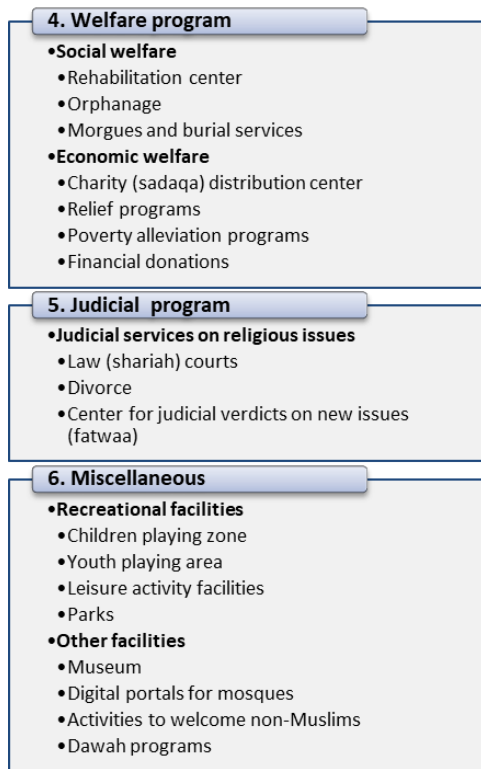 4. Welfare program
•Social welfare
•Rehabilitation center
•Orphanage
•Morgues and burial services
•Economic welfare
•Charity (sadaqa) distribution center
•Relief programs
•Poverty alleviation programs
•Financial donations
5. Judicial program
•Judicial services on religious issues
•Law (shariah) courts
•Divorce
•Center for judicial verdicts on new issues
(fatwaa)
6. Miscellaneous
•Recreational facilities
•Children playing zone
•Youth playing area
•Leisure activity facilities
•Parks
•Other facilities
•Museum
•Digital portals for mosques
•Activities to welcome non-Muslims
•Dawah programs